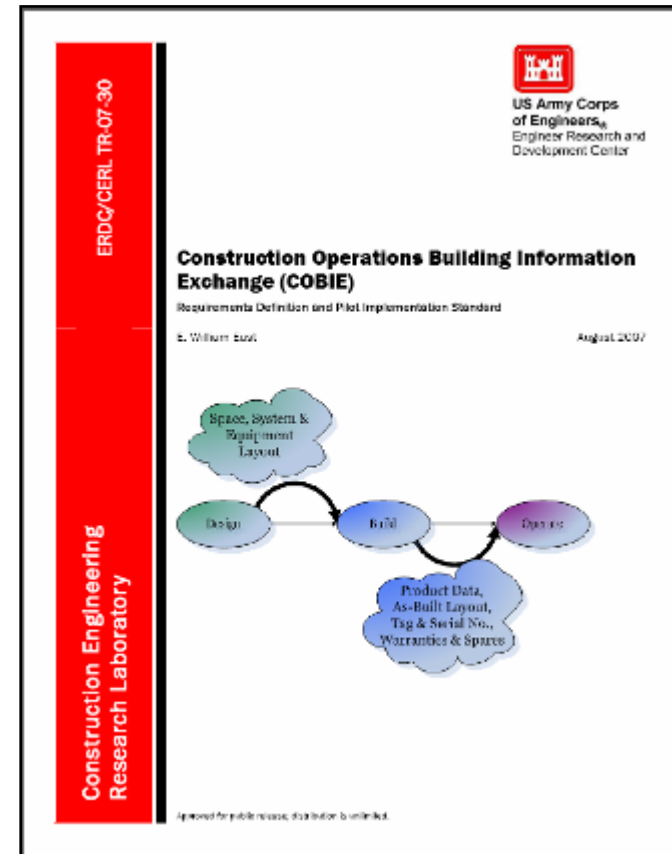 ERDC/CERL TR-07-30
Construction Engineering
Research Laboratory
US Army Corps
of Engineers®
Engineer Research and
Development Center
Construction Operations Building Information
Exchange (COBIE)
Requirements Definition and Pilot Implementation Standard
E. William East
August 2007
Space, System &
Equipment
Layout
Design
Build
Operate
Product Data,
As-Built Layout,
Tag & Serial No.,
Warranties & Spares
Approved for public release; distribution is unlimited.